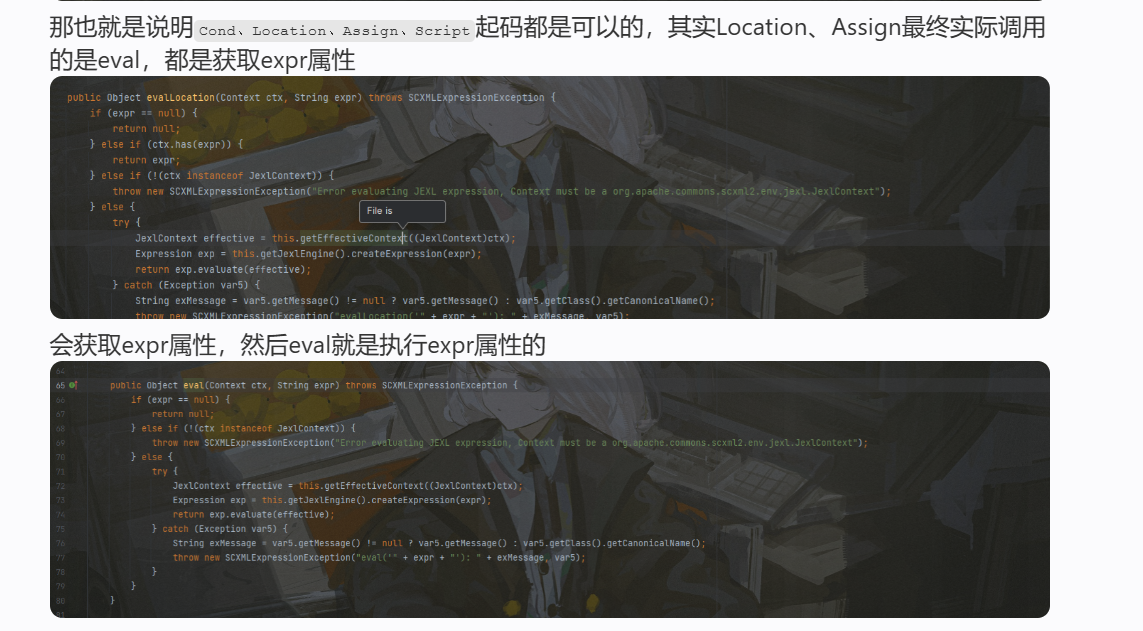 那也就是说明Cond、Location、Assign、Script起码都是可以的，其实Location、Assign最终实际调用
的是eval，都是获取expr属性
public Object evalLocation(Context ctx, String expr) throws SCXMLExpressionException {
if (expr == null) {
return null;
} else if (ctx.has(expr)) {
return expr;
} else if (!(ctx instanceof JexlContext)) {
throw new SCXMLExpressionException("Error evaluating JEXL expression, Context must be a org.apache.commons.scxml2.env.jexl.JexlContext");
} else {
File is
try {
JexlContext effective = this.getEffectiveContext((JexlContext)ctx);
Expression exp = this.getJexlEngine().createExpression(expr);
return exp.evaluate(effective);
} catch (Exception var5) {
String exMessage = var5.getMessage() != null ? var5.getMessage() : var5.getClass().getCanonicalName();
throw new SCXMLExpressionException("evalLocation('" + expr + "'): " + exMessage, var5);
会获取expr属性，然后eval就是执行expr属性的
64
65 public Object eval(Context ctx, String expr) throws SCXMLExpressionException {
66 if (expr == null) {
67 return null;
68 } else if (!(ctx instanceof JexlContext)) {
69 throw new SCXMLExpressionException("Error evaluating JEXL expression, Context must be a org.apache.commons.scxml2.env.jexl.JexlContext");
70 } else {
71 try {
72 JexlContext effective = this.getEffectiveContext((JexlContext)ctx);
73 Expression exp = this.getJexlEngine().createExpression(expr);
74 return exp.evaluate(effective);
75 } catch (Exception var5) {
76 String exMessage = var5.getMessage() != null ? var5.getMessage() : var5.getClass().getCanonicalName();
77 throw new SCXMLExpressionException("eval('" + expr + "'): " + exMessage, var5);
78 }
79 }
80 }
81